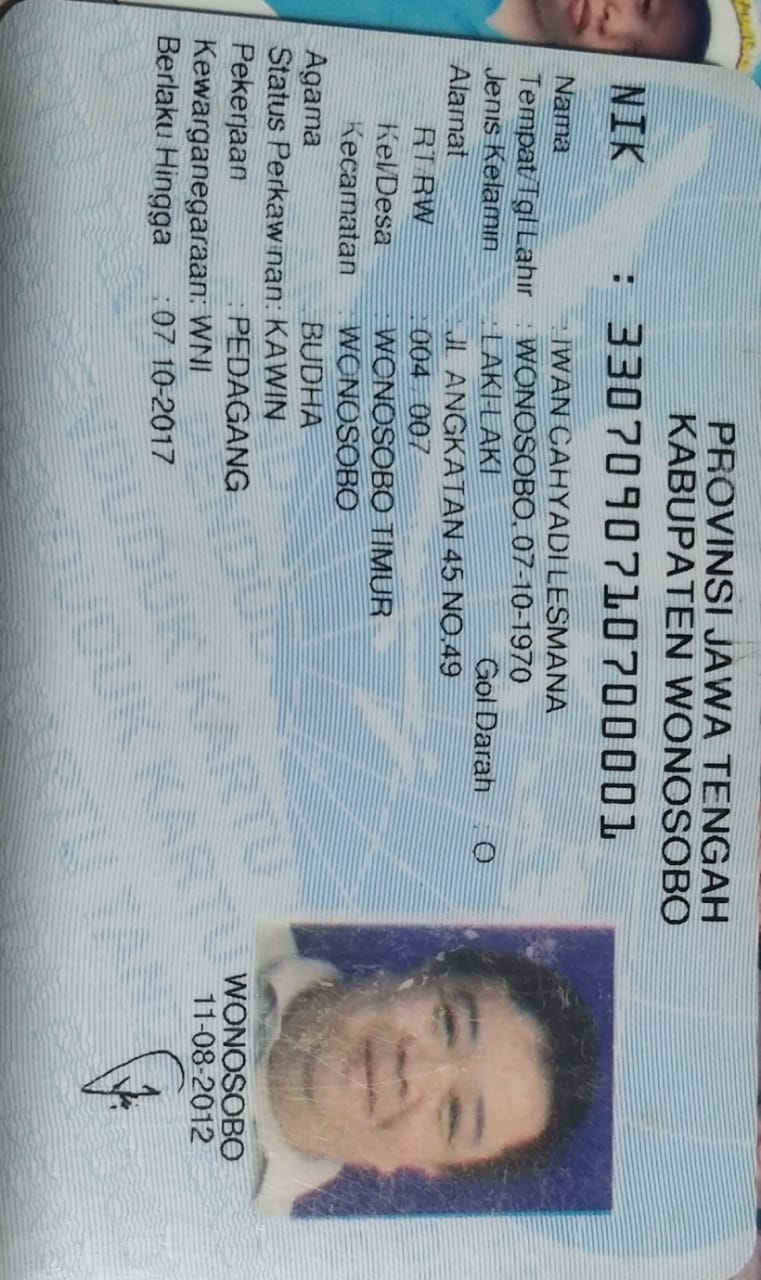 PROVINSI JAWA TENGAH
KABUPATEN WONOSOBO
NIK : 3307090710700001
Nama : IWAN CAHYADI LESMANA
Tempat/Tgl Lahir : WONOSOBO, 07-10-1970
Jenis Kelamin : LAKI-LAKI Gol Darah : O
Alamat : JL ANGKATAN 45 NO.49
RT/RW : 004 / 007
Kel/Desa : WONOSOBO TIMUR
Kecamatan : WONOSOBO
Agama : BUDHA
Status Perkawinan: KAWIN
Pekerjaan : PEDAGANG
Kewarganegaraan: WNI
Berlaku Hingga : 07-10-2017
WONOSOBO
11-08-2012